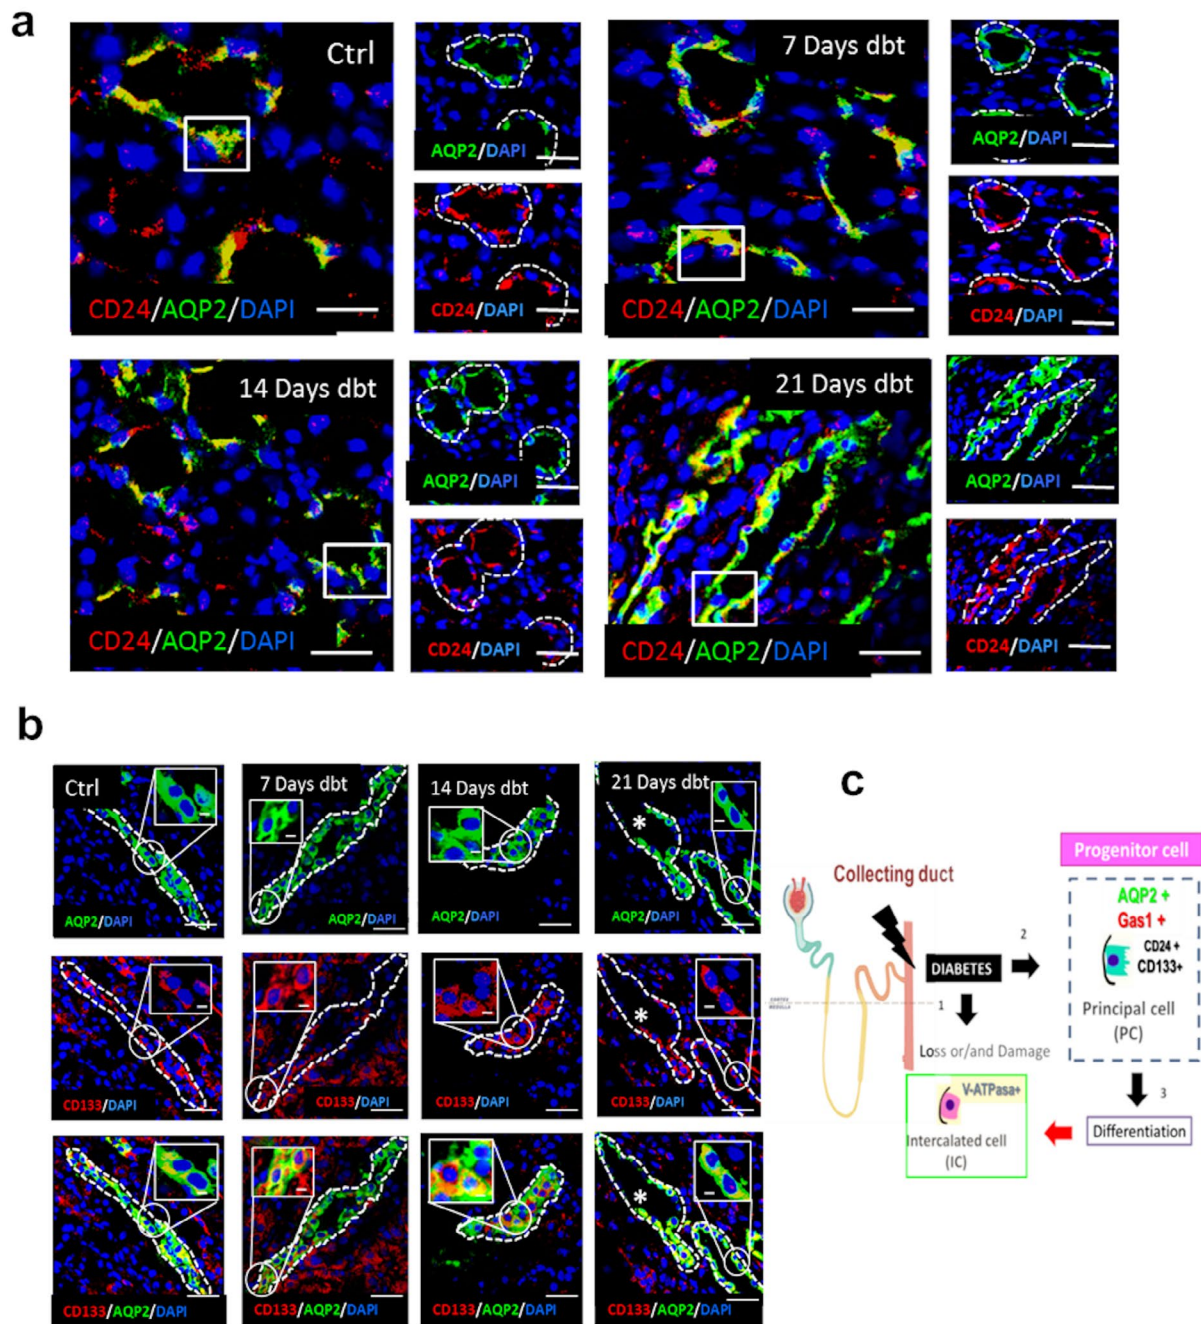 a
Ctrl
CD24/AQP2/DAPI
AQP2/DAPI
CD24/DAPI
7 Days dbt
CD24/AQP2/DAPI
AQP2/DAPI
CD24/DAPI
14 Days dbt
CD24/AQP2/DAPI
AQP2/DAPI
CD24/DAPI
21 Days dbt
CD24/AQP2/DAPI
AQP2/DAPI
CD24/DAPI
b
Ctrl
7 Days dbt
14 Days dbt
21 Days dbt
*
AQP2/DAPI
AQP2/DAPI
AQP2/DAPI
AQP2/DAPI
*
CD133/DAPI
CD133/DAPI
CD133/DAPI
CD133/DAPI
*
CD133/AQP2/DAPI
CD133/AQP2/DAPI
CD133/AQP2/DAPI
CD133/AQP2/DAPI
c
Collecting duct
CORTEX
MEDULLA
DIABETES
1
2
Loss or/and Damage
Progenitor cell
AQP2 +
Gas1 +
CD24 +
CD133+
Principal cell
(PC)
3
Differentiation
V-ATPasa+
Intercalated cell
(IC)